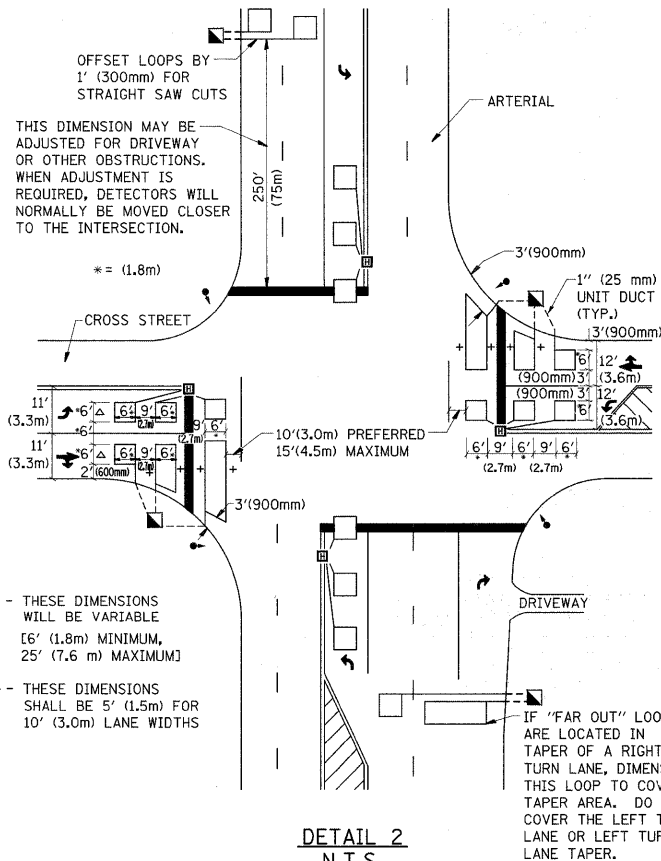 OFFSET LOOPS BY
1' (300mm) FOR
STRAIGHT SAW CUTS
THIS DIMENSION MAY BE
ADJUSTED FOR DRIVEWAY
OR OTHER OBSTRUCTIONS.
WHEN ADJUSTMENT IS
REQUIRED, DETECTORS WILL
NORMALLY BE MOVED CLOSER
TO THE INTERSECTION.
* = (1.8m)
250'
(75m)
ARTERIAL
CROSS STREET
3'(900mm)
1" (25 mm)
UNIT DUCT
(TYP.)
3'(900mm)
H
*6'
12'
(3.6m)
(900mm) 3'
(900mm) 3'
12'
*6'
(3.6m)
H
6' 9' 6' 9' 6'
* * *
(2.7m) (2.7m)
10'(3.0m) PREFERRED
15'(4.5m) MAXIMUM
H
11'
(3.3m)
*6'
6' 9' 6'
(2.7m)
*6'
9' 6'
(2.7m)
11'
(3.3m)
*6'
6' 9' 6'
(2.7m)
2' (600mm)
3'(900mm)
H
- THESE DIMENSIONS
WILL BE VARIABLE
[6' (1.8m) MINIMUM,
25' (7.6 m) MAXIMUM]
- THESE DIMENSIONS
SHALL BE 5' (1.5m) FOR
10' (3.0m) LANE WIDTHS
DRIVEWAY
IF "FAR OUT" LOO
ARE LOCATED IN
TAPER OF A RIGHT
TURN LANE, DIMENS
THIS LOOP TO COV
TAPER AREA. DO
COVER THE LEFT T
LANE OR LEFT TUR
LANE TAPER.
DETAIL 2
N.T.S.